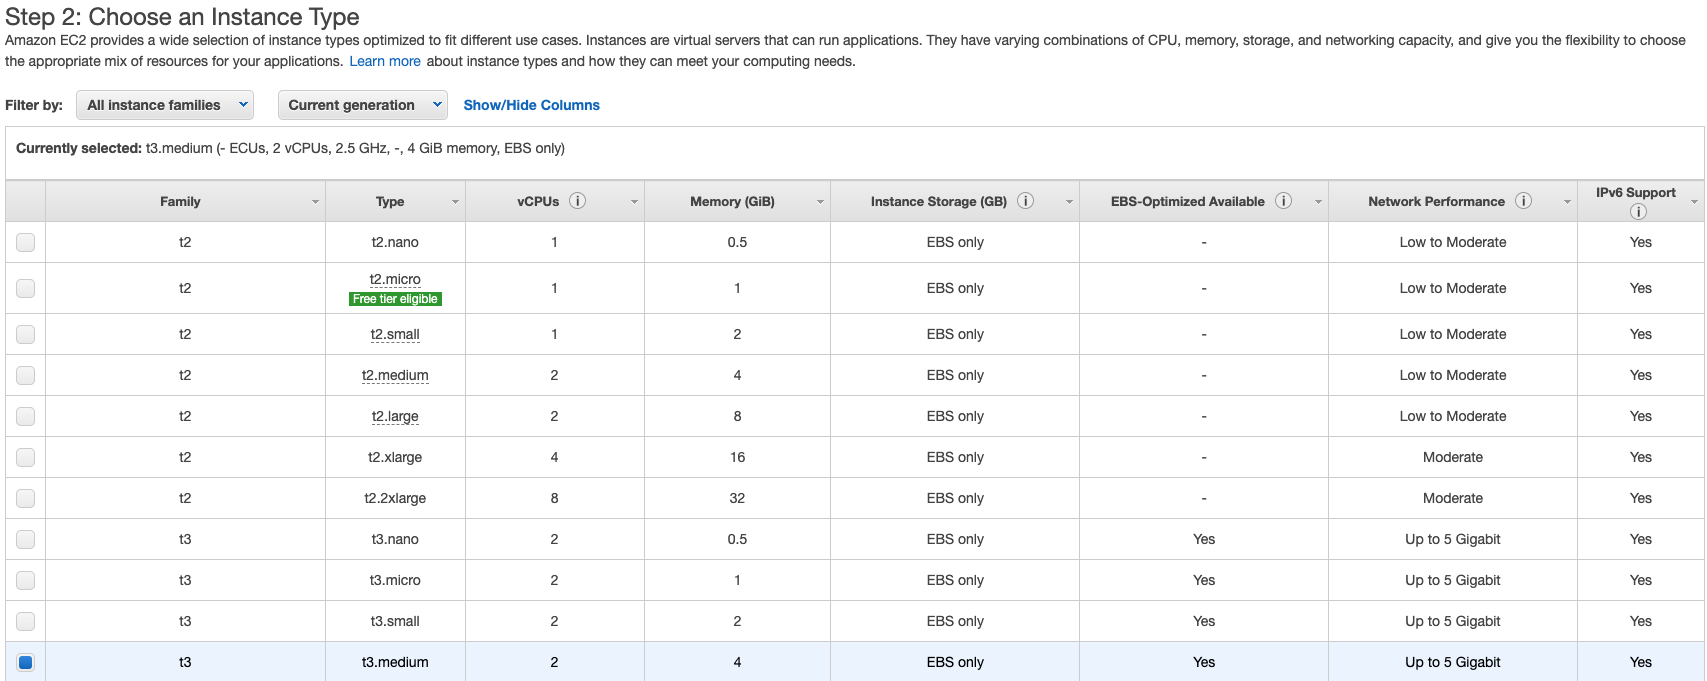 Step 2: Choose an Instance Type
Amazon EC2 provides a wide selection of instance types optimized to fit different use cases. Instances are virtual servers that can run applications. They have varying combinations of CPU, memory, storage, and networking capacity, and give you the flexibility to choose
the appropriate mix of resources for your applications. Learn more about instance types and how they can meet your computing needs.
Filter by: All instance families Current generation Show/Hide Columns
Currently selected: t3.medium (- ECUs, 2 vCPUs, 2.5 GHz, -, 4 GiB memory, EBS only)
Family Type vCPUs i Memory (GiB) Instance Storage (GB) i EBS-Optimized Available i Network Performance i IPv6 Support i
t2 t2.nano 1 0.5 EBS only - Low to Moderate Yes
t2 t2.micro Free tier eligible 1 1 EBS only - Low to Moderate Yes
t2 t2.small 1 2 EBS only - Low to Moderate Yes
t2 t2.medium 2 4 EBS only - Low to Moderate Yes
t2 t2.large 2 8 EBS only - Low to Moderate Yes
t2 t2.xlarge 4 16 EBS only - Moderate Yes
t2 t2.2xlarge 8 32 EBS only - Moderate Yes
t3 t3.nano 2 0.5 EBS only Yes Up to 5 Gigabit Yes
t3 t3.micro 2 1 EBS only Yes Up to 5 Gigabit Yes
t3 t3.small 2 2 EBS only Yes Up to 5 Gigabit Yes
t3 t3.medium 2 4 EBS only Yes Up to 5 Gigabit Yes